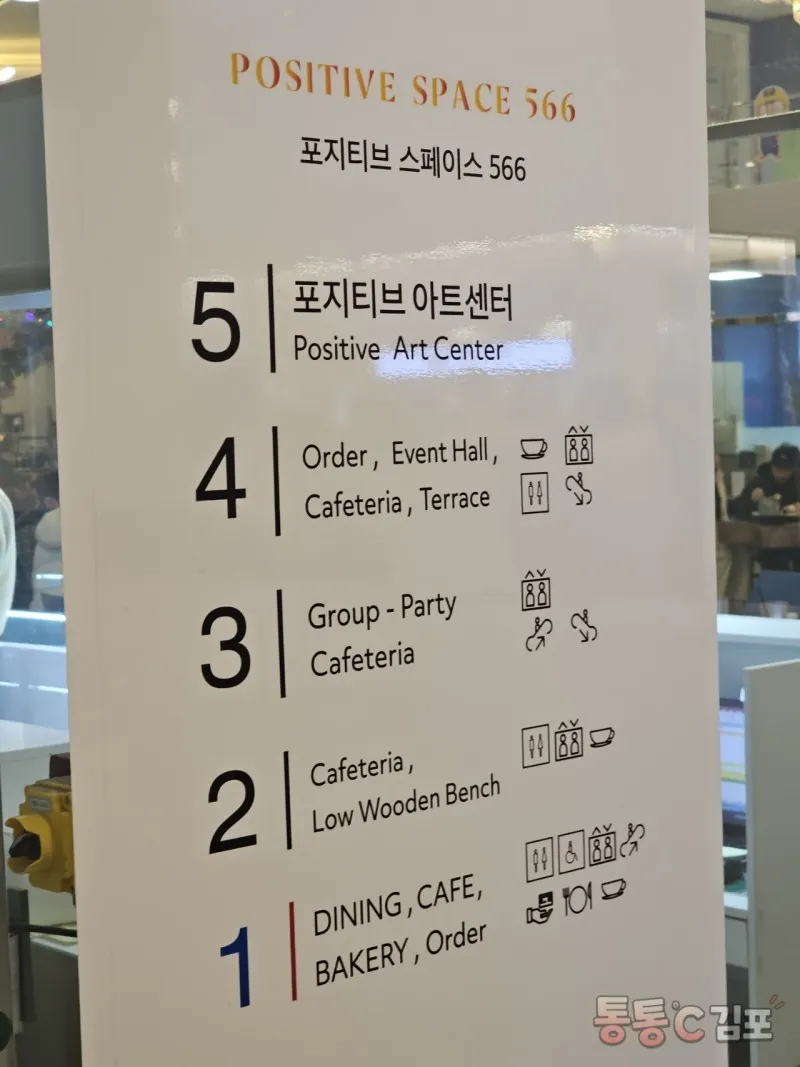 POSITIVE SPACE 566
포지티브 스페이스 566
5
포지티브 아트센터
Positive Art Center
4
Order, Event Hall,
Cafeteria, Terrace
3
Group - Party
Cafeteria
2
Cafeteria,
Low Wooden Bench
1
DINING, CAFE,
BAKERY, Order
통통℃김포